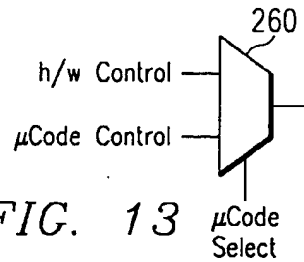 260
h/w Control
µCode Control
FIG. 13
µCode
Select